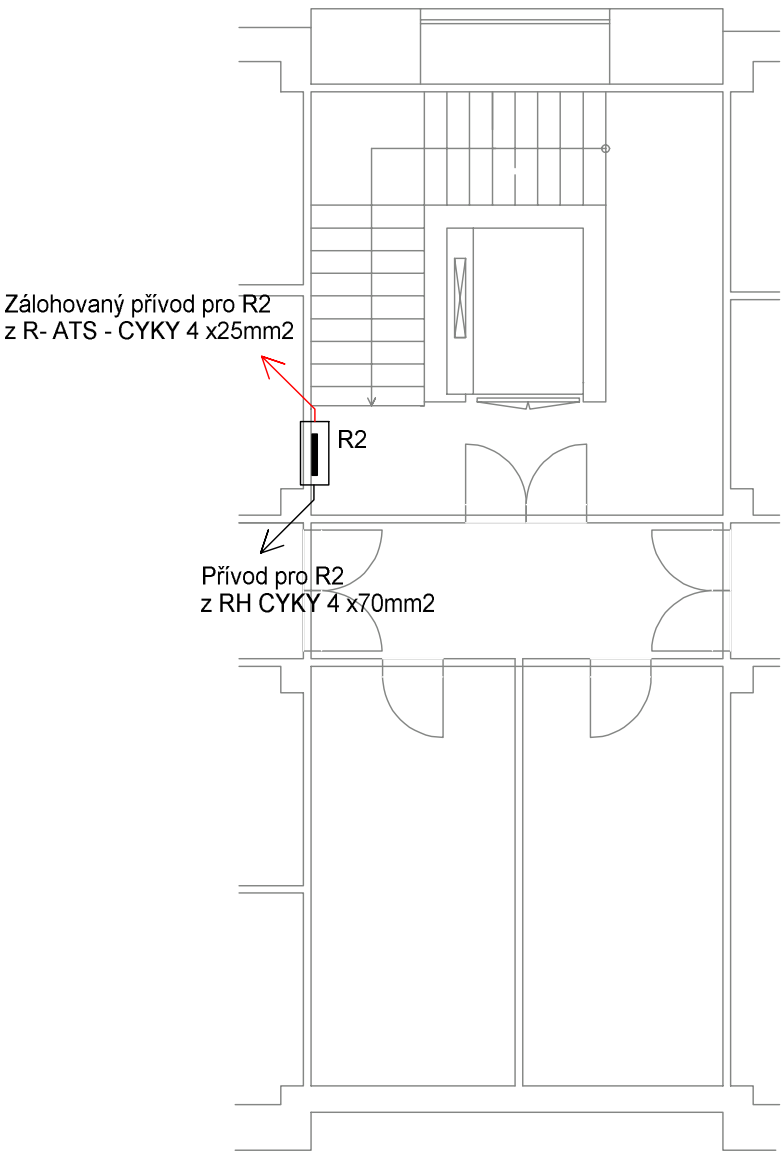 Zálohovaný přívod pro R2
z R- ATS - CYKY 4 x25mm2
R2
Přívod pro R2
z RH CYKY 4 x70mm2